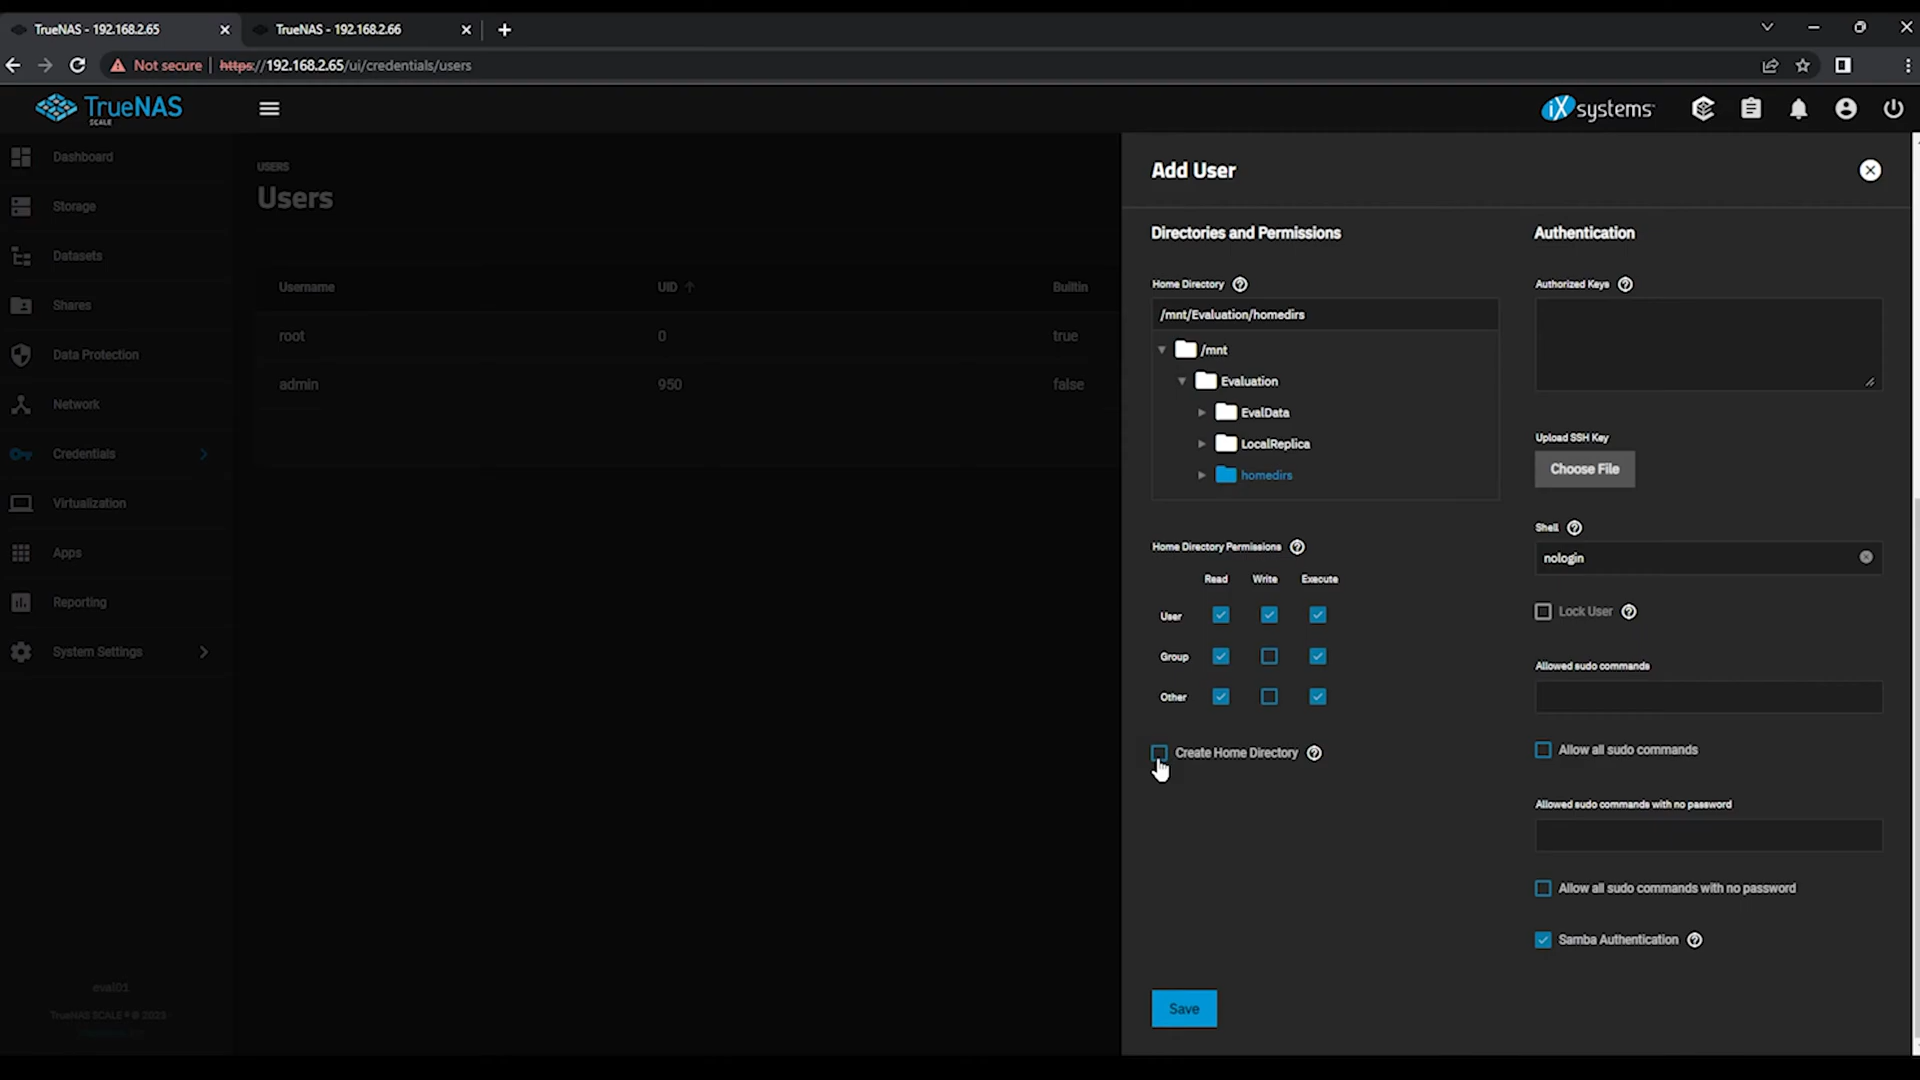 TrueNAS - 192.168.2.65
TrueNAS - 192.168.2.66
Not secure
https://192.168.2.65/ui/credentials/users
TrueNAS
SCALE
iXsystems
Dashboard
Storage
Datasets
Shares
Data Protection
Network
Credentials
Virtualization
Apps
Reporting
System Settings
eval01
TrueNAS SCALE ® © 2023
USERS
Users
Username UID Builtin
root 0 true
admin 950 false
Add User
Directories and Permissions
Home Directory
/mnt/Evaluation/homedirs
/mnt
Evaluation
EvalData
LocalReplica
homedirs
Home Directory Permissions
Read Write Execute
User
Group
Other
Create Home Directory
Save
Authentication
Authorized Keys
Upload SSH Key
Choose File
Shell
nologin
Lock User
Allowed sudo commands
Allow all sudo commands
Allowed sudo commands with no password
Allow all sudo commands with no password
Samba Authentication